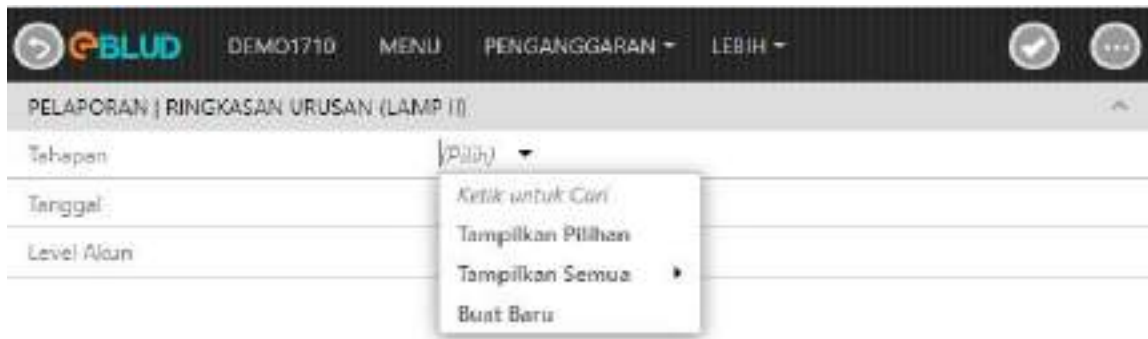 eBLUD DEMO1710 MENU PENGANGGARAN LEBIH
PELAPORAN | RINGKASAN URUSAN (LAMP II)
Tahapan (Pilih)
Ketik untuk Cari
Tanggal
Tampilkan Pilihan
Level Akun
Tampilkan Semua
Buat Baru